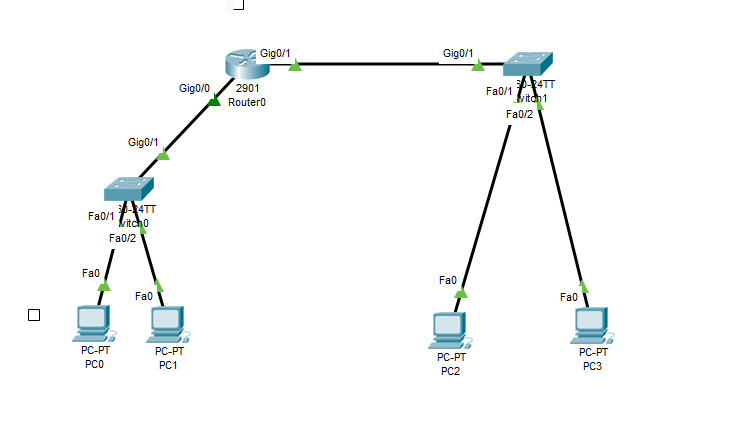 Gig0/1
Gig0/1
Gig0/0
2901
Router0
Fa0/1
Fa0/2
Gig0/1
Fa0/1
Fa0/2
Fa0
Fa0
PC-PT
PC0
PC-PT
PC1
Fa0
Fa0
PC-PT
PC2
PC-PT
PC3